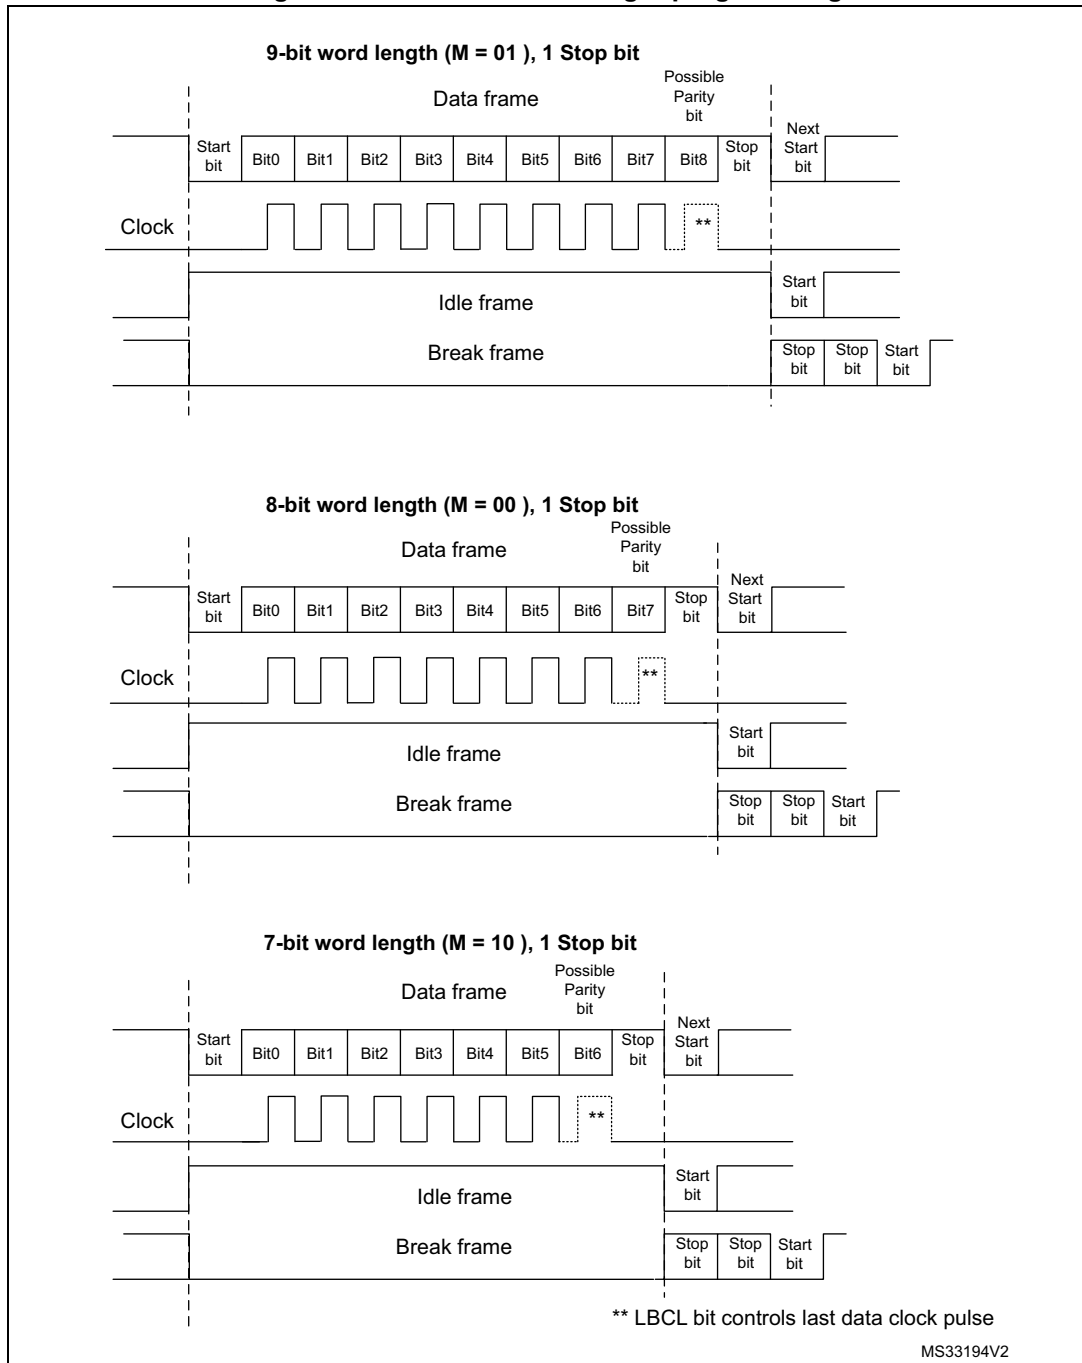 9-bit word length (M = 01 ), 1 Stop bit
Possible
Parity
bit
Data frame
Start
bit
Bit0 Bit1 Bit2 Bit3 Bit4 Bit5 Bit6 Bit7 Bit8
Stop
bit
Next
Start
bit
Clock
**
Idle frame
Start
bit
Break frame
Stop
bit
Stop
bit
Start
bit
8-bit word length (M = 00 ), 1 Stop bit
Possible
Parity
bit
Data frame
Start
bit
Bit0 Bit1 Bit2 Bit3 Bit4 Bit5 Bit6 Bit7
Stop
bit
Next
Start
bit
Clock
**
Idle frame
Start
bit
Break frame
Stop
bit
Stop
bit
Start
bit
7-bit word length (M = 10 ), 1 Stop bit
Possible
Parity
bit
Data frame
Start
bit
Bit0 Bit1 Bit2 Bit3 Bit4 Bit5 Bit6
Stop
bit
Next
Start
bit
Clock
**
Idle frame
Start
bit
Break frame
Stop
bit
Stop
bit
Start
bit
** LBCL bit controls last data clock pulse
MS33194V2